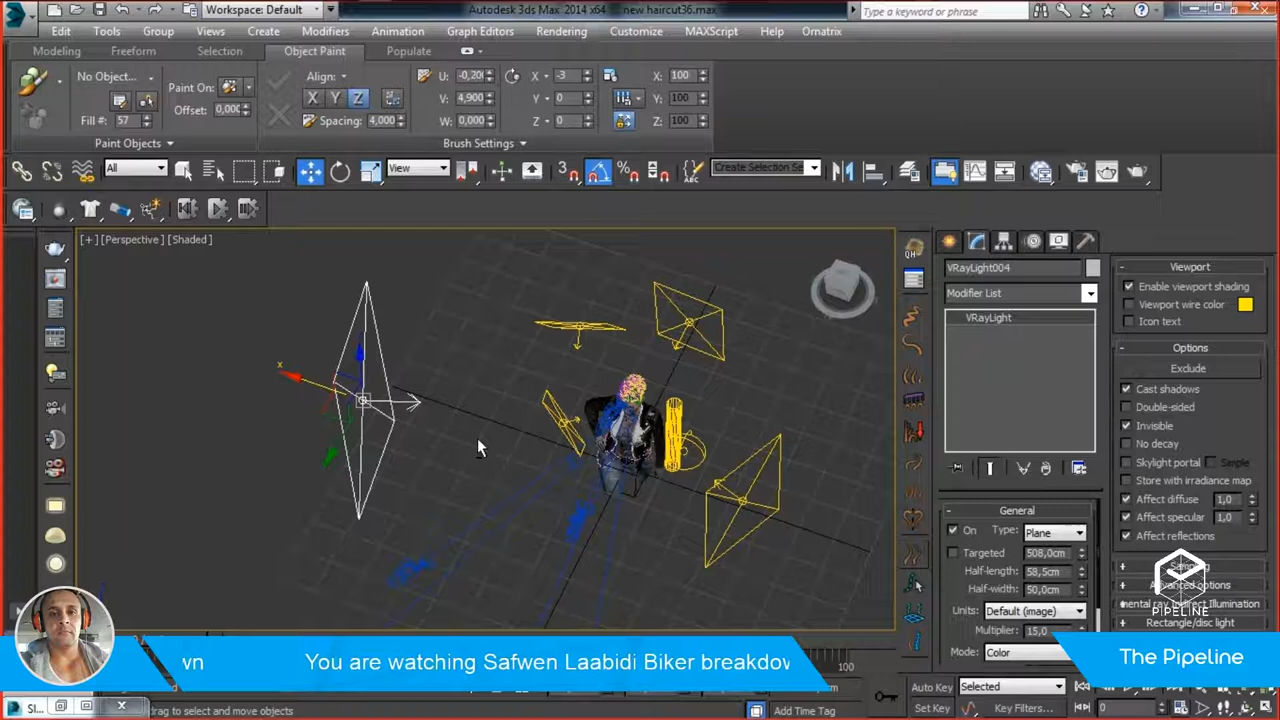 Workspace: Default
Autodesk 3ds Max 2014 x64 new haircut36.max
Type a keyword or phrase
Edit Tools Group Views Create Modifiers Animation Graph Editors Rendering Customize MAXScript Help Ornatrix
Modeling Freeform Selection Object Paint Populate
No Object...
Paint On:
Offset: 0,000
Fill #: 57
Paint Objects
Align:
X Y Z
Spacing: 4,000
U: -0,200
V: 4,900
W: 0,000
X -3
Y 0
Z 0
X: 100
Y: 100
Z: 100
Brush Settings
All
View
Create Selection Se
[+] [Perspective] [Shaded]
x
VRayLight004
Modifier List
VRayLight
General
On Type: Plane
Targeted 508,0cm
Half-length: 58,5cm
Half-width: 50,0cm
Units: Default (image)
Multiplier: 15,0
Mode: Color
Viewport
Enable viewport shading
Viewport wire color
Icon text
Options
Exclude
Cast shadows
Double-sided
Invisible
No decay
Skylight portal Simple
Store with irradiance map
Affect diffuse 1,0
Affect specular 1,0
Affect reflections
Advanced options
mental ray Indirect Illumination
Rectangle/disc light
PIPELINE
wn You are watching Safwen Laabidi Biker breakdow
The Pipeline
100
Auto Key Selected
Set Key Key Filters... 0
drag to select and move objects
Add Time Tag